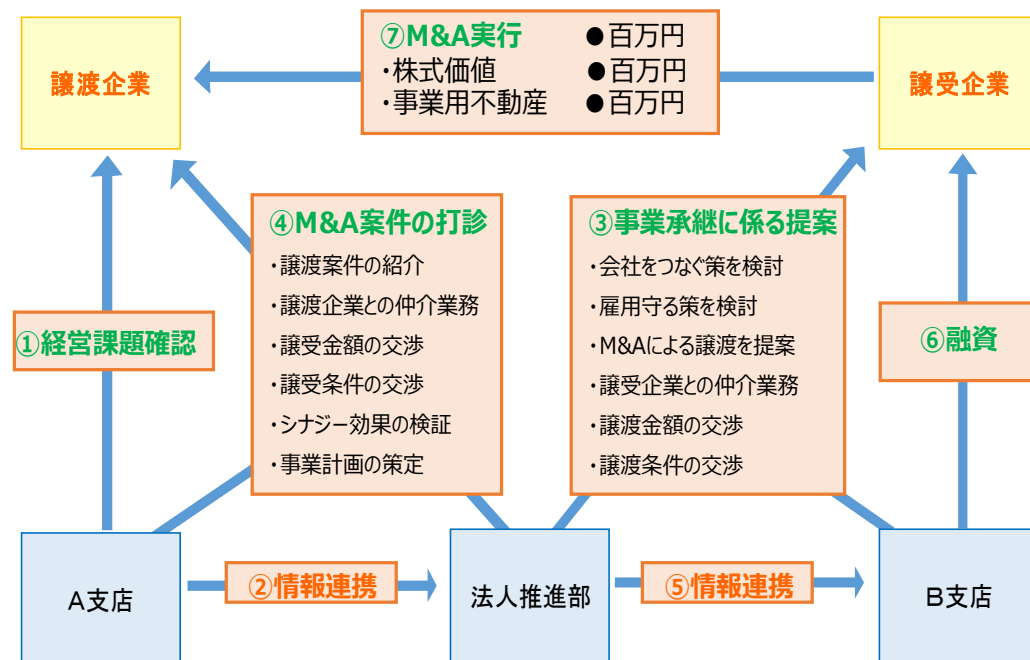 譲渡企業
⑦M&A実行 ●百万円
・株式価値 ●百万円
・事業用不動産 ●百万円
譲受企業
①経営課題確認
④M&A案件の打診
・譲渡案件の紹介
・譲渡企業との仲介業務
・譲受金額の交渉
・譲受条件の交渉
・シナジー効果の検証
・事業計画の策定
③事業承継に係る提案
・会社をつなぐ策を検討
・雇用守る策を検討
・M&Aによる譲渡を提案
・譲受企業との仲介業務
・譲渡金額の交渉
・譲渡条件の交渉
⑥融資
A支店
②情報連携
法人推進部
⑤情報連携
B支店